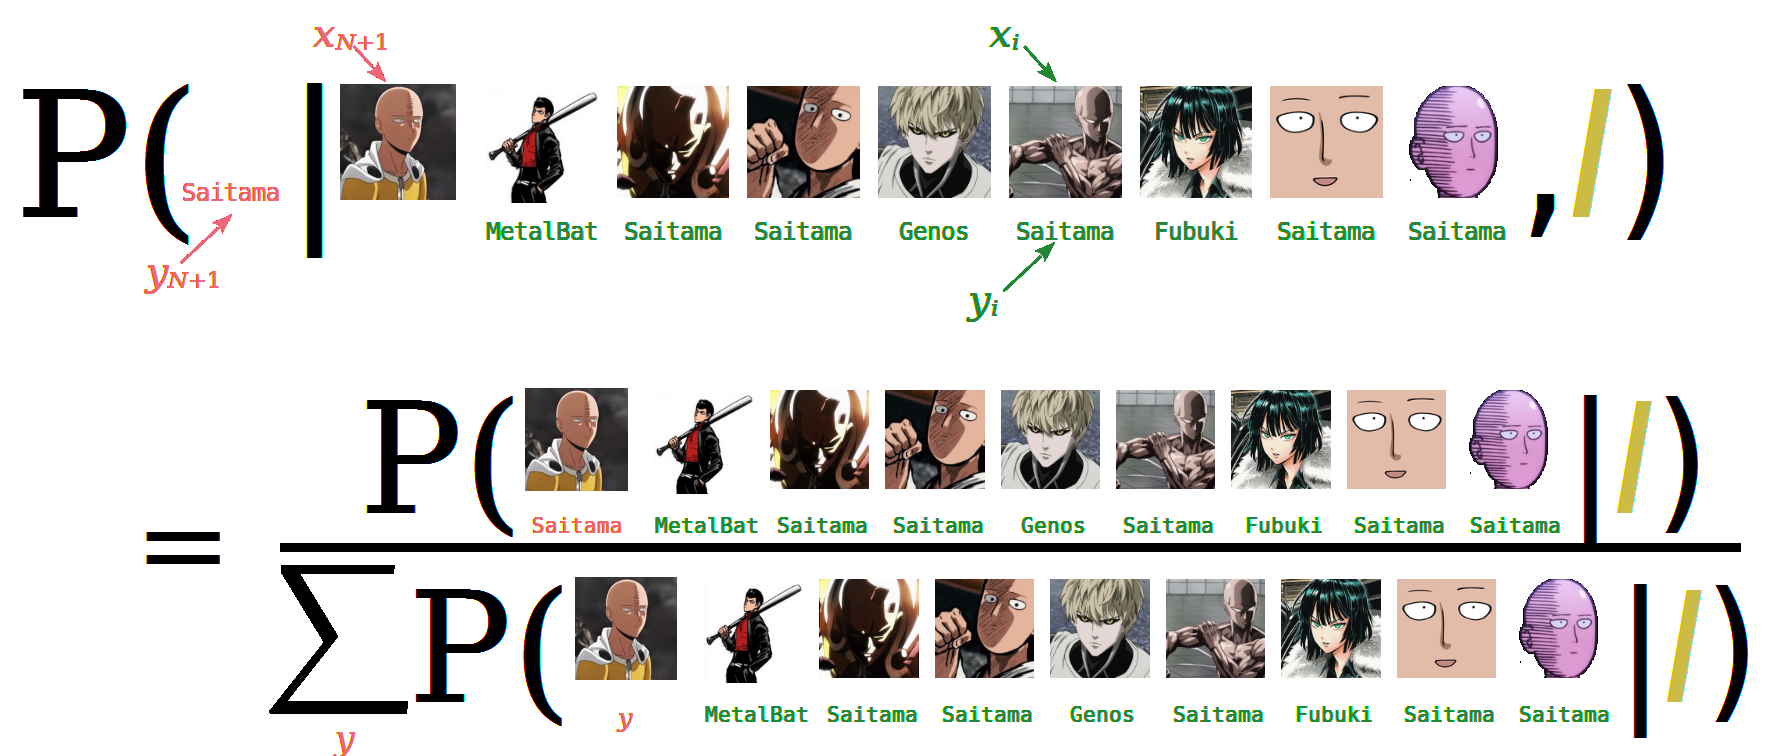 x_{N+1} x_i
P( Saitama | , I )
MetalBat Saitama Saitama Genos Saitama Fubuki Saitama Saitama
y_{N+1} y_i
P( | I )
Saitama MetalBat Saitama Saitama Genos Saitama Fubuki Saitama Saitama
=
∑ P( | I )
y MetalBat Saitama Saitama Genos Saitama Fubuki Saitama Saitama
y